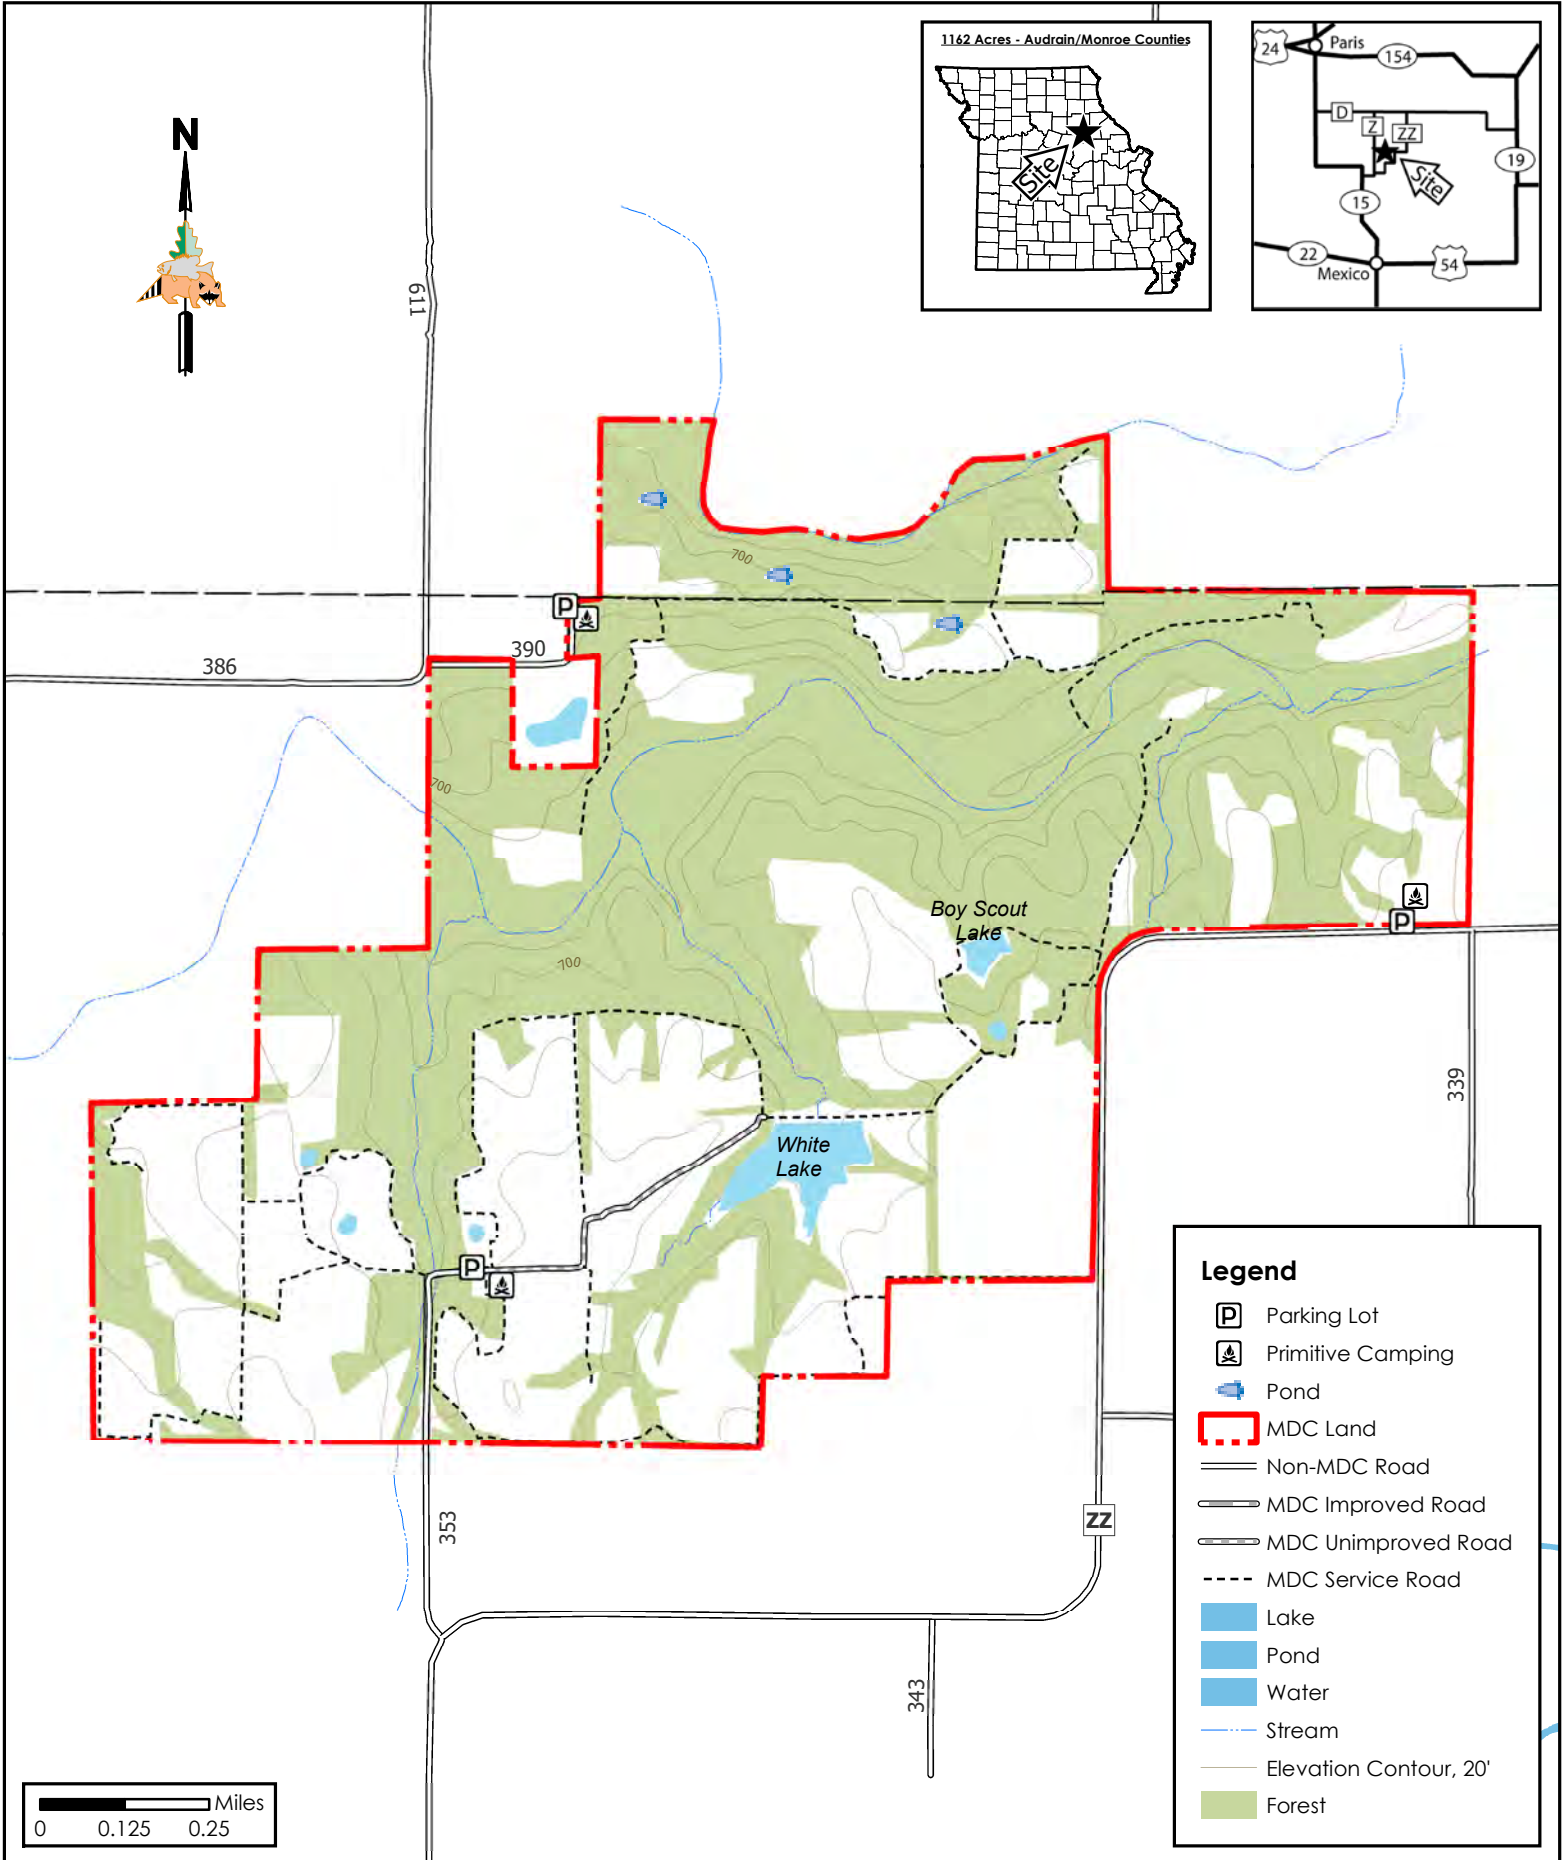 1162 Acres - Audrain/Monroe Counties
Site
24
Paris
154
D
Z
ZZ
19
Site
15
22
Mexico
54
N
611
700
P
390
386
700
Boy Scout
Lake
P
700
339
White
Lake
P
353
ZZ
343
Legend
P Parking Lot
Primitive Camping
Pond
MDC Land
Non-MDC Road
MDC Improved Road
MDC Unimproved Road
MDC Service Road
Lake
Pond
Water
Stream
Elevation Contour, 20'
Forest
Miles
0 0.125 0.25